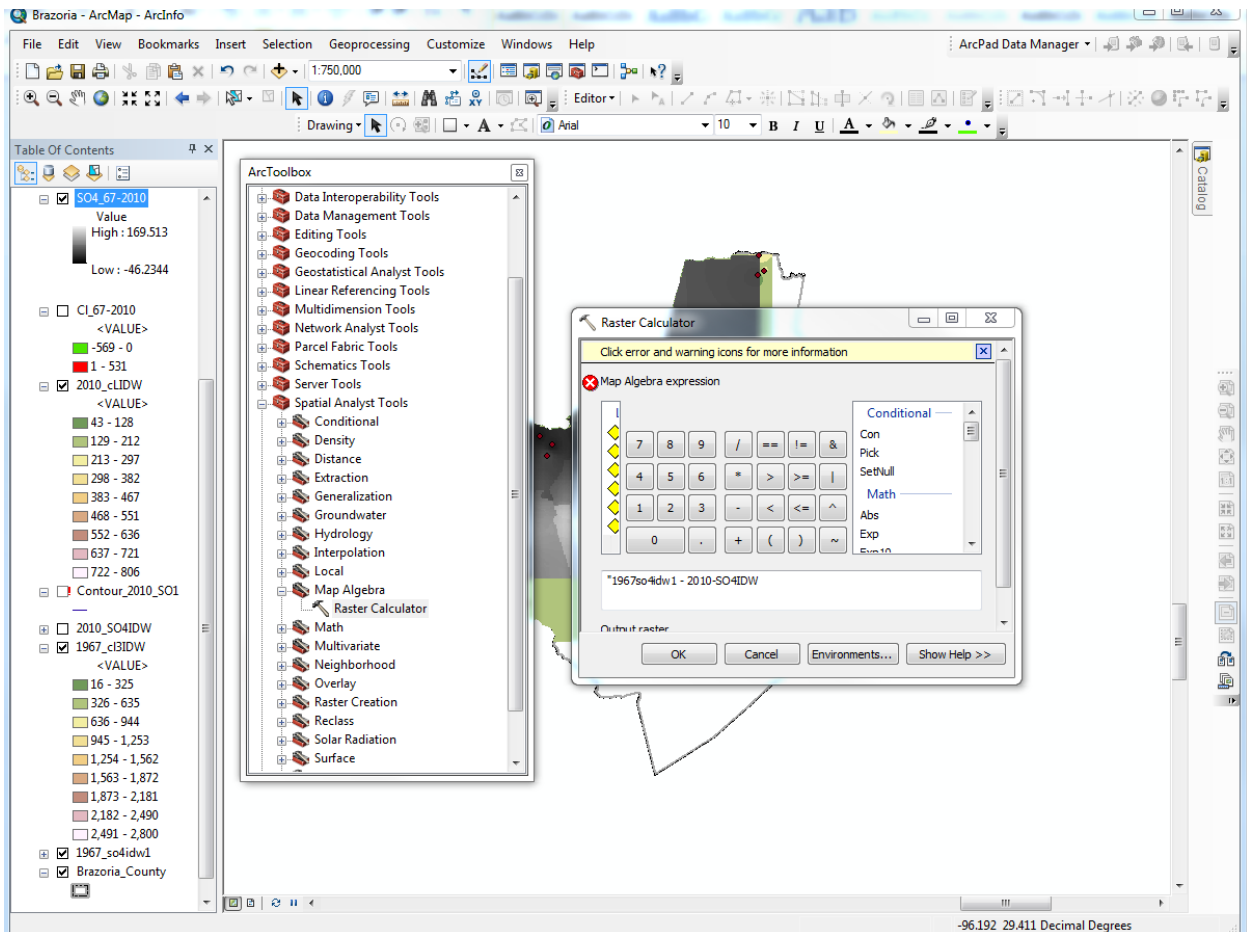 Brazoria - ArcMap - ArcInfo
File Edit View Bookmarks Insert Selection Geoprocessing Customize Windows Help
ArcPad Data Manager
1:750,000
Editor
Drawing A Arial 10 B I U A
Table Of Contents
SO4_67-2010
Value
High : 169.513
Low : -46.2344
Cl_67-2010
<VALUE>
-569 - 0
1 - 531
2010_cLIDW
<VALUE>
43 - 128
129 - 212
213 - 297
298 - 382
383 - 467
468 - 551
552 - 636
637 - 721
722 - 806
Contour_2010_SO1
2010_SO4IDW
1967_cl3IDW
<VALUE>
16 - 325
326 - 635
636 - 944
945 - 1,253
1,254 - 1,562
1,563 - 1,872
1,873 - 2,181
2,182 - 2,490
2,491 - 2,800
1967_so4idw1
Brazoria_County
ArcToolbox
Data Interoperability Tools
Data Management Tools
Editing Tools
Geocoding Tools
Geostatistical Analyst Tools
Linear Referencing Tools
Multidimension Tools
Network Analyst Tools
Parcel Fabric Tools
Schematics Tools
Server Tools
Spatial Analyst Tools
Conditional
Density
Distance
Extraction
Generalization
Groundwater
Hydrology
Interpolation
Local
Map Algebra
Raster Calculator
Math
Multivariate
Neighborhood
Overlay
Raster Creation
Reclass
Solar Radiation
Surface
Raster Calculator
Click error and warning icons for more information
Map Algebra expression
7 8 9 / == != &
4 5 6 * > >= |
1 2 3 - < <= ^
0 . + ( ) ~
Conditional
Con
Pick
SetNull
Math
Abs
Exp
Exp10
"1967so4idw1 - 2010-SO4IDW
Output raster
OK Cancel Environments... Show Help >>
Catalog
1:1
-96.192 29.411 Decimal Degrees